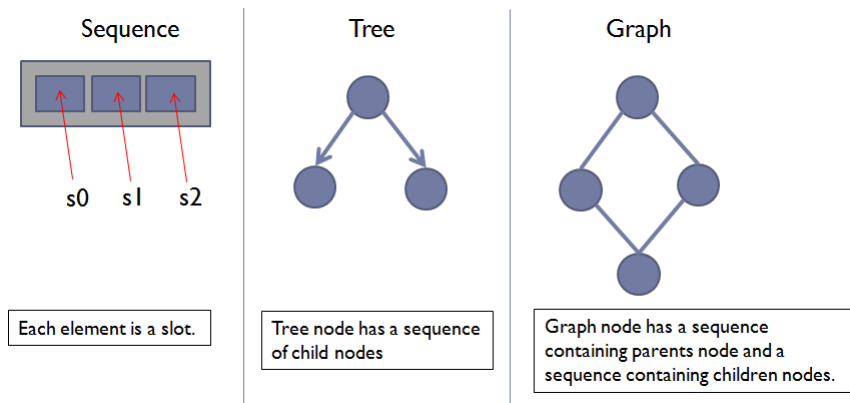 Sequence
s0 s1 s2
Each element is a slot.
Tree
Tree node has a sequence
of child nodes
Graph
Graph node has a sequence
containing parents node and a
sequence containing children nodes.